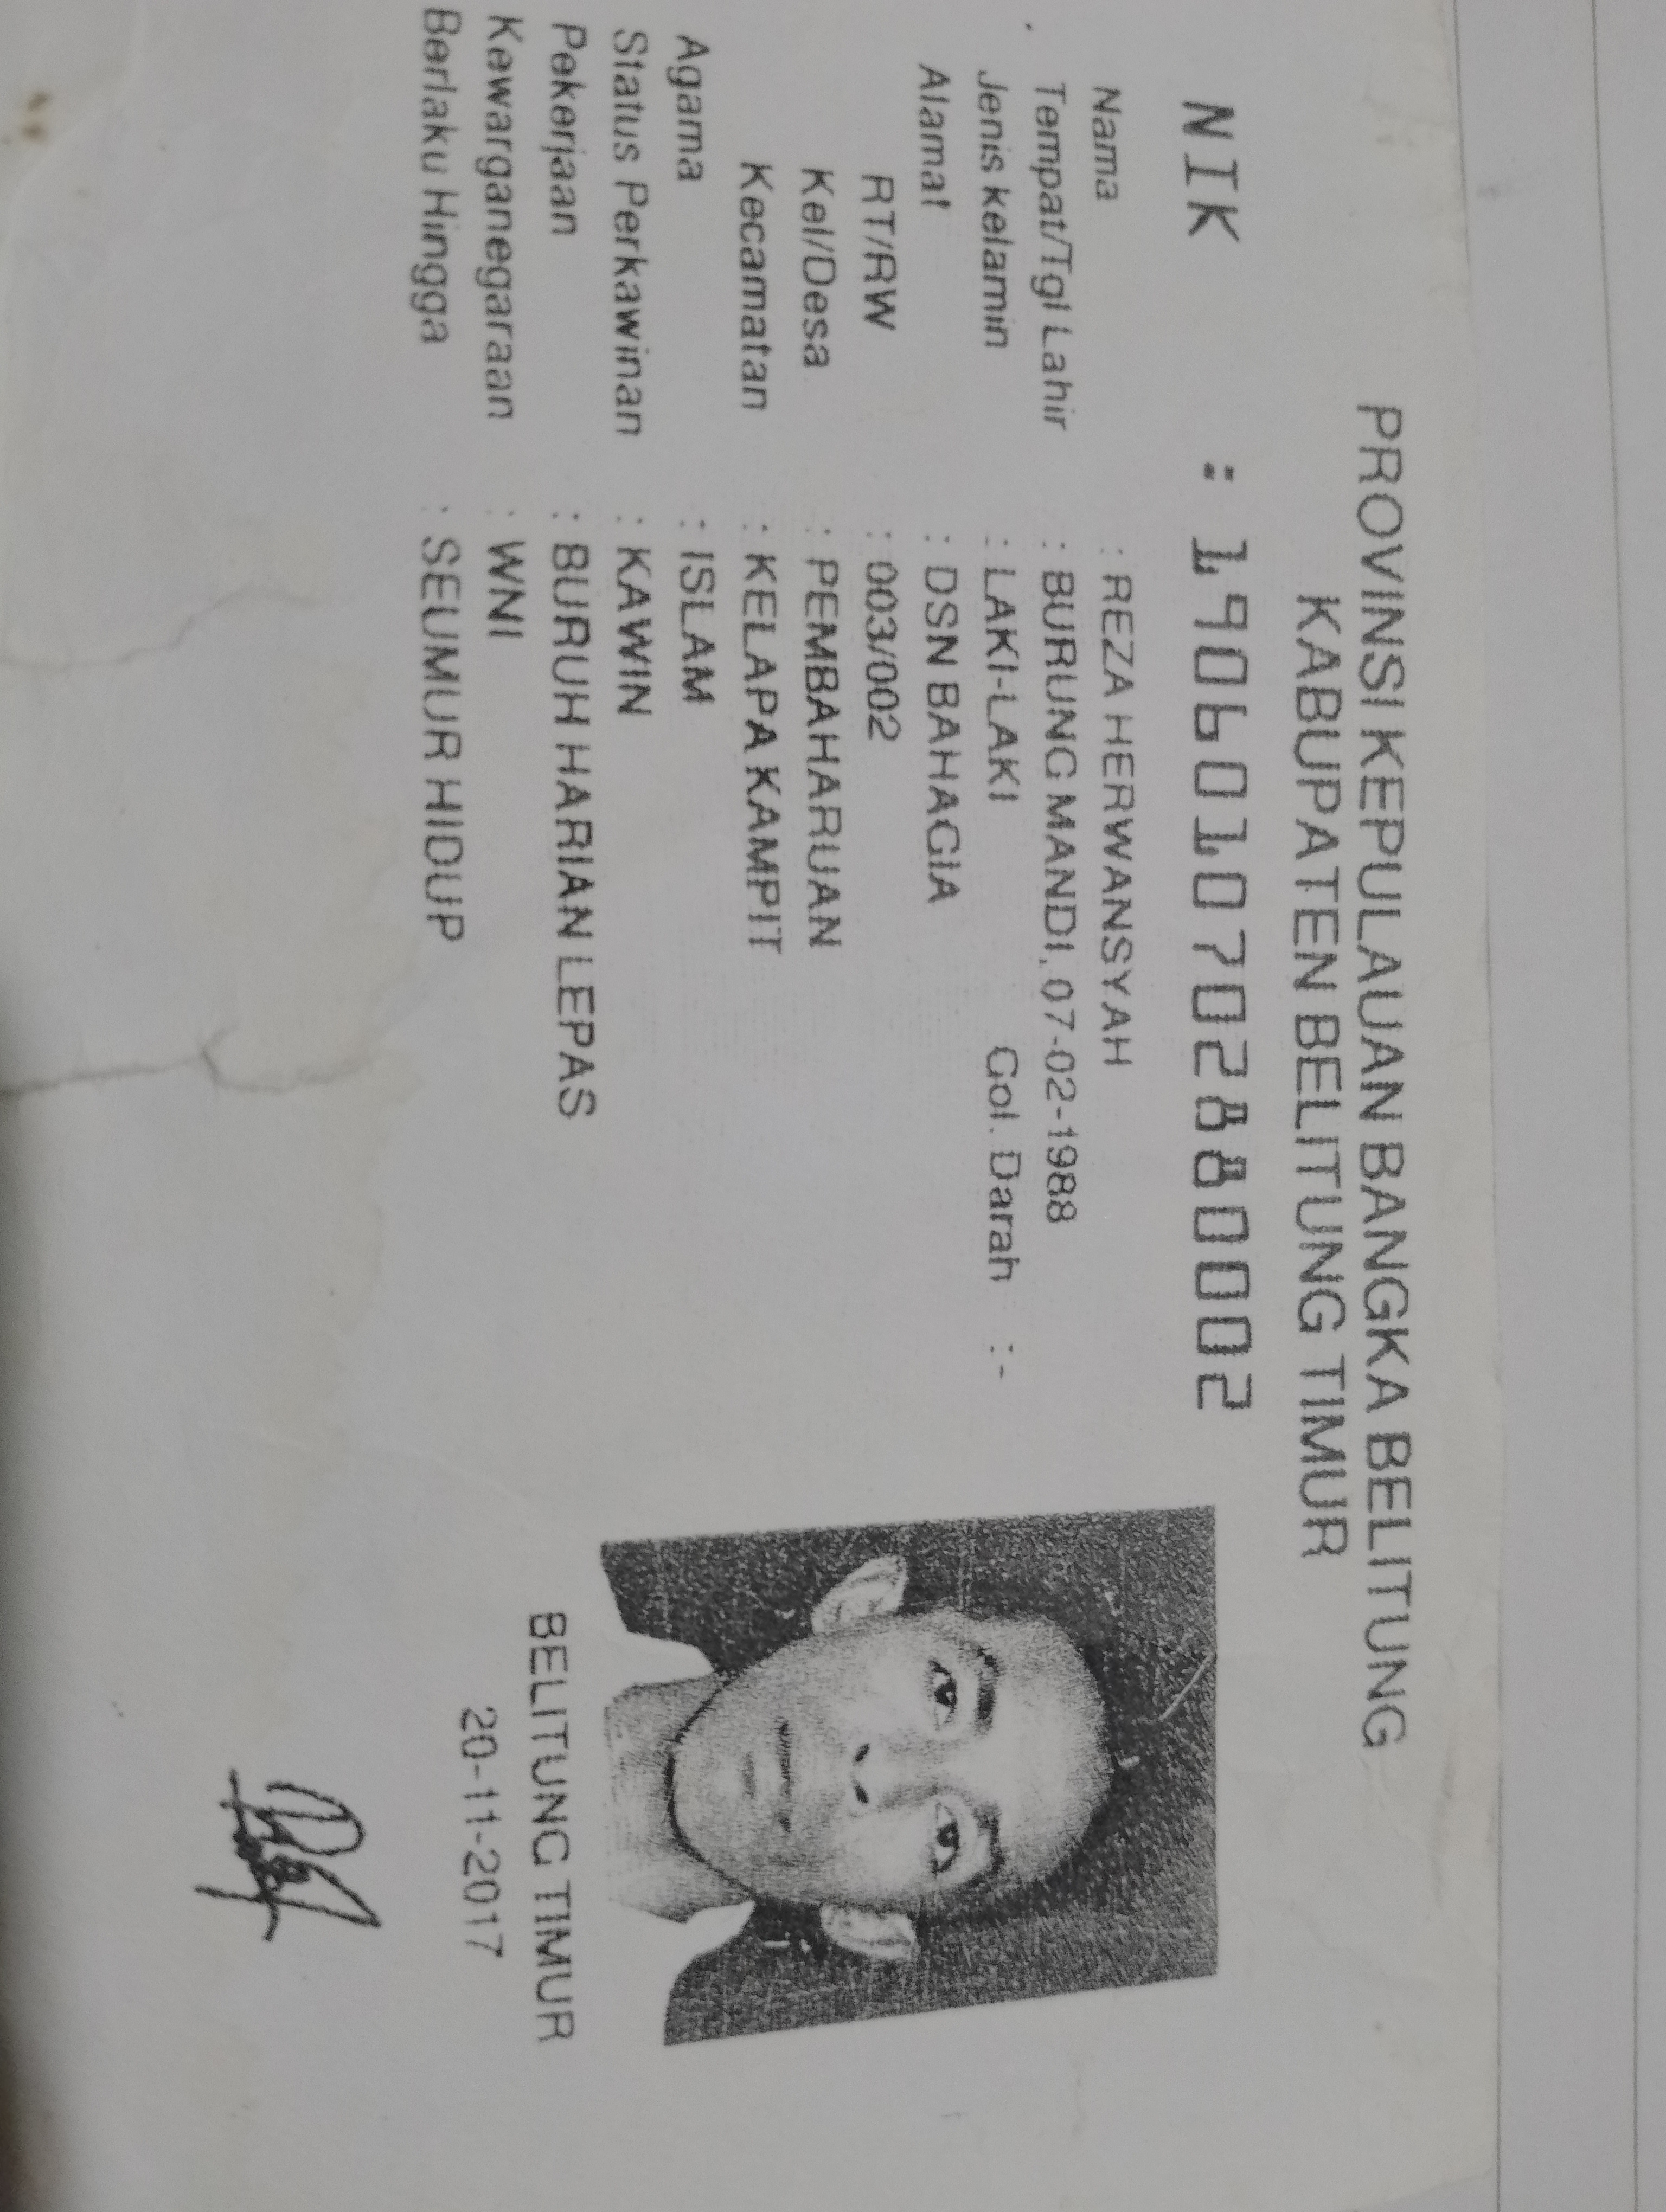 PROVINSI KEPULAUAN BANGKA BELITUNG
KABUPATEN BELITUNG TIMUR
NIK : 1906010702880002
Nama : REZA HERWANSYAH
Tempat/Tgl Lahir : BURUNG MANDI, 07-02-1988
Jenis kelamin : LAKI-LAKI Gol. Darah :-
Alamat : DSN BAHAGIA
RT/RW : 003/002
Kel/Desa : PEMBAHARUAN
Kecamatan : KELAPA KAMPIT
Agama : ISLAM
Status Perkawinan : KAWIN
Pekerjaan : BURUH HARIAN LEPAS
Kewarganegaraan : WNI
Berlaku Hingga : SEUMUR HIDUP
BELITUNG TIMUR
20-11-2017